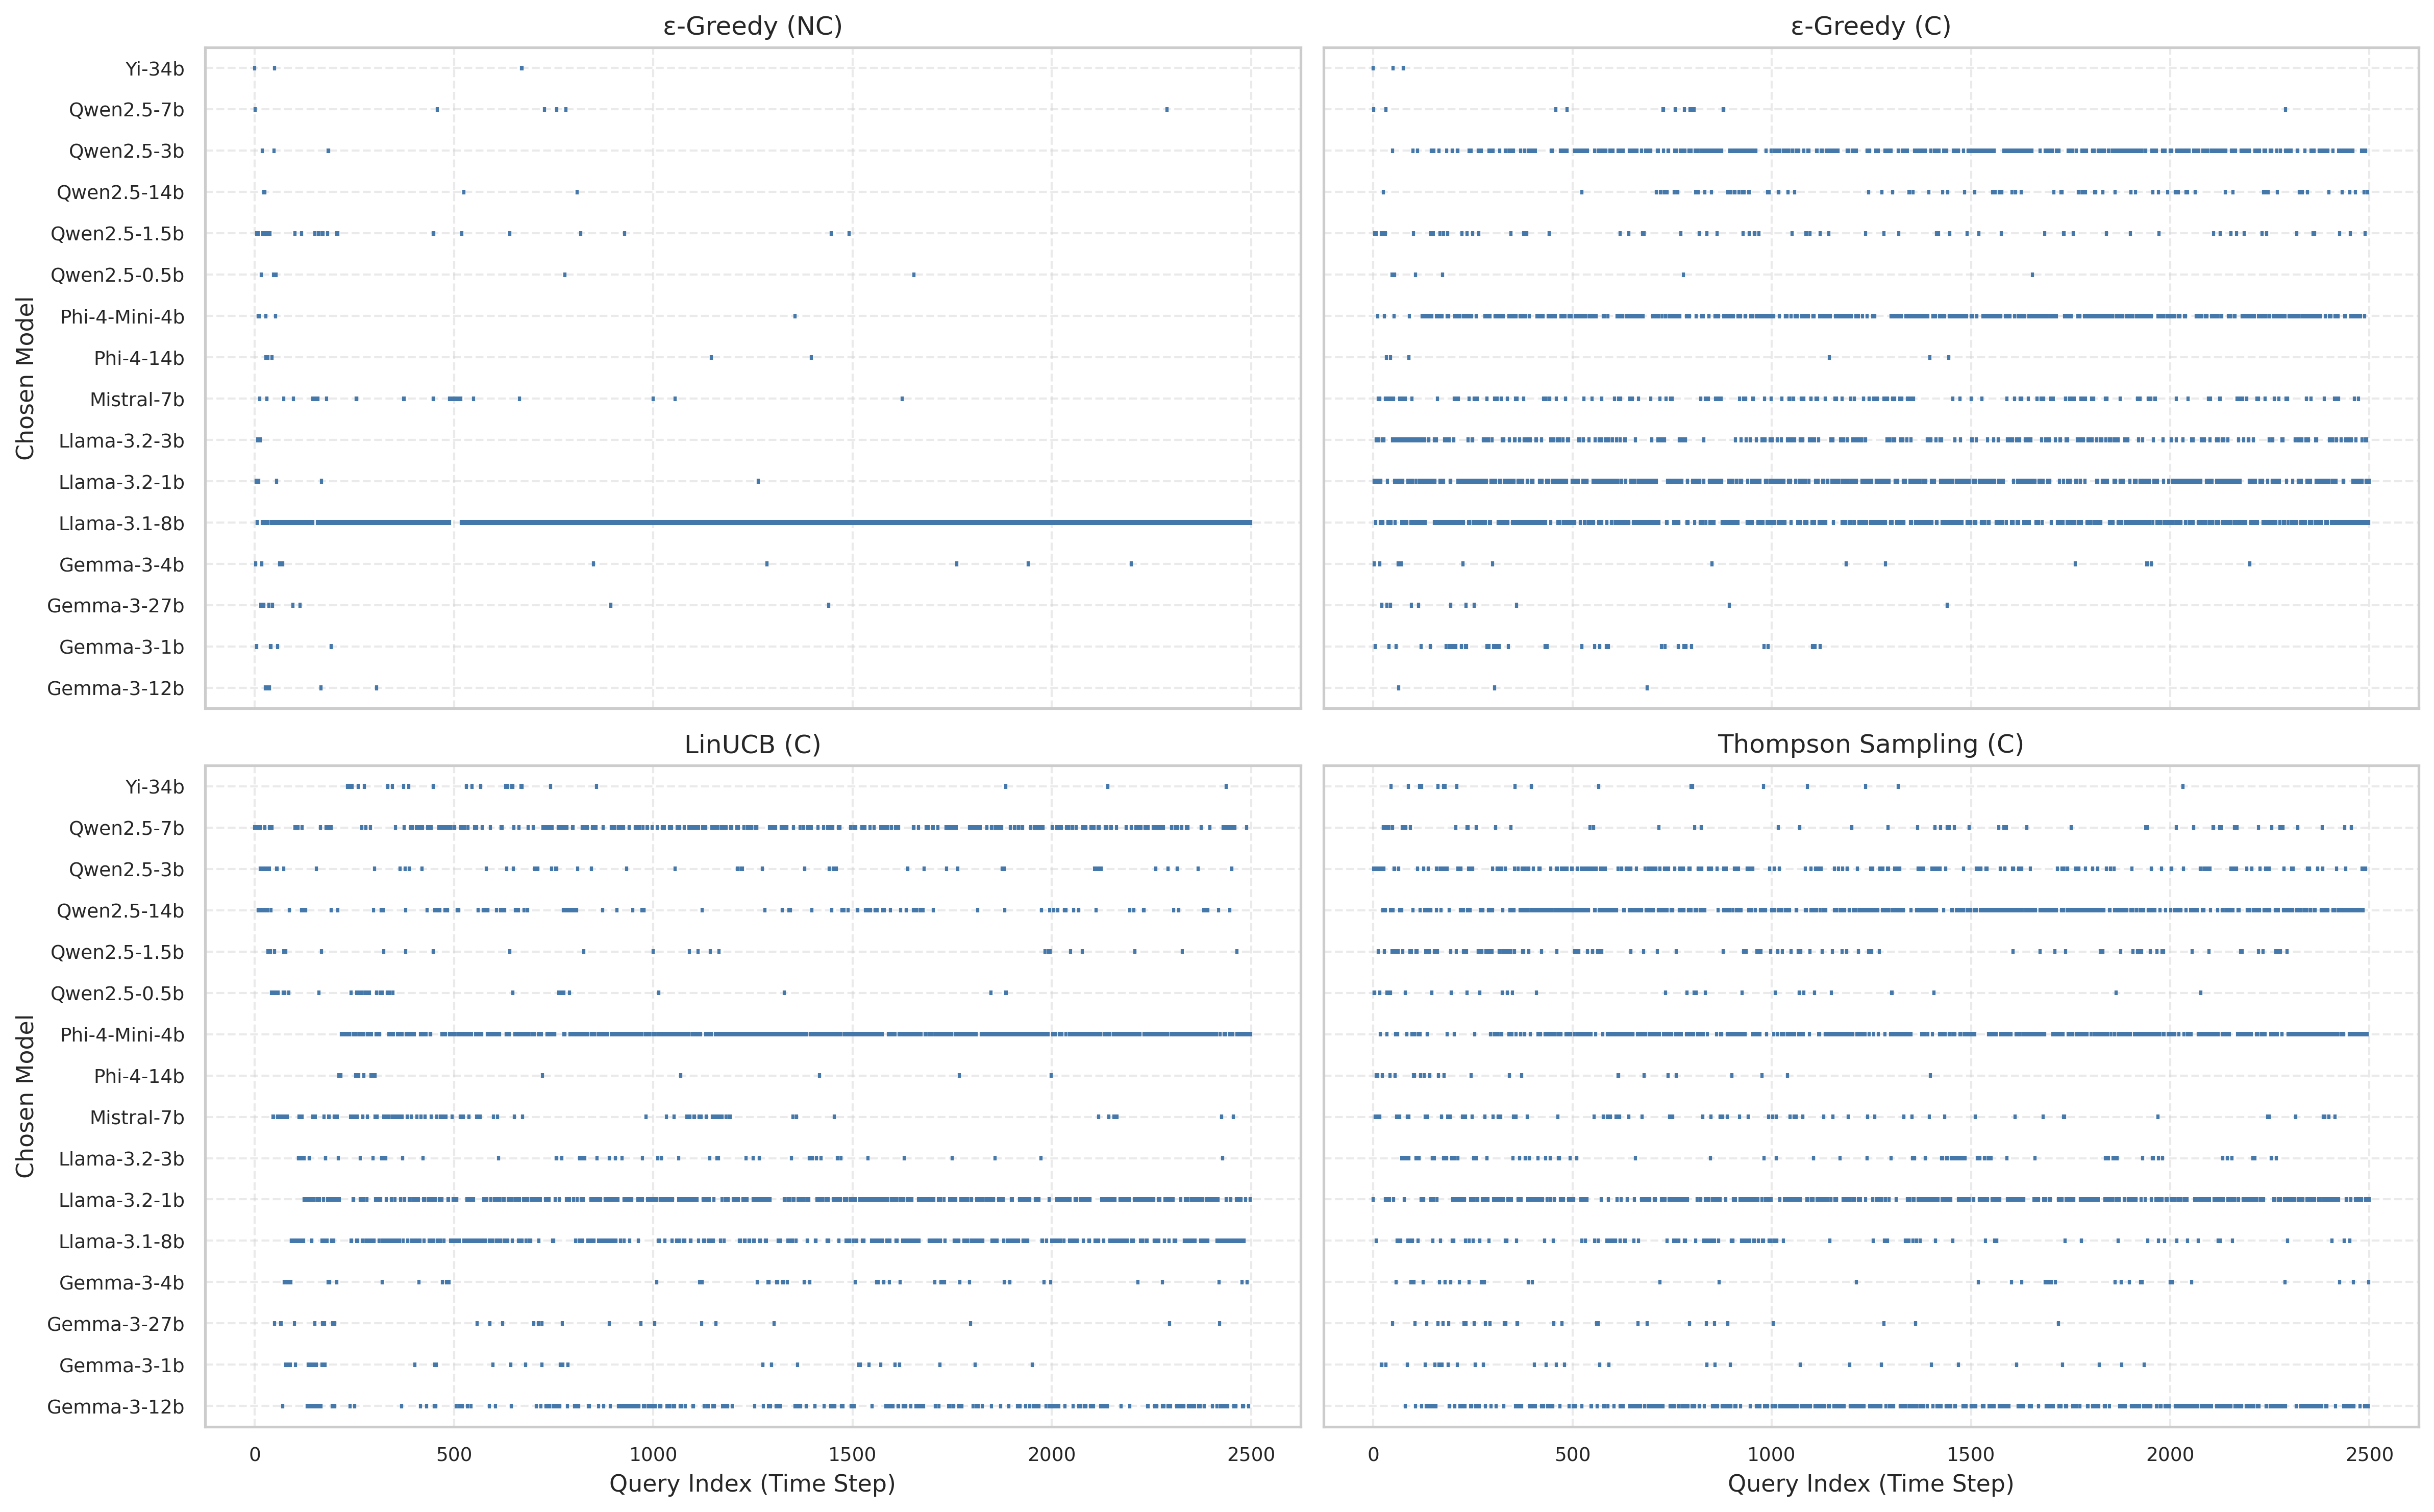 ε-Greedy (NC)
ε-Greedy (C)
Chosen Model
Yi-34b
Qwen2.5-7b
Qwen2.5-3b
Qwen2.5-14b
Qwen2.5-1.5b
Qwen2.5-0.5b
Phi-4-Mini-4b
Phi-4-14b
Mistral-7b
Llama-3.2-3b
Llama-3.2-1b
Llama-3.1-8b
Gemma-3-4b
Gemma-3-27b
Gemma-3-1b
Gemma-3-12b
LinUCB (C)
Thompson Sampling (C)
Chosen Model
Yi-34b
Qwen2.5-7b
Qwen2.5-3b
Qwen2.5-14b
Qwen2.5-1.5b
Qwen2.5-0.5b
Phi-4-Mini-4b
Phi-4-14b
Mistral-7b
Llama-3.2-3b
Llama-3.2-1b
Llama-3.1-8b
Gemma-3-4b
Gemma-3-27b
Gemma-3-1b
Gemma-3-12b
0 500 1000 1500 2000 2500
0 500 1000 1500 2000 2500
Query Index (Time Step)
Query Index (Time Step)